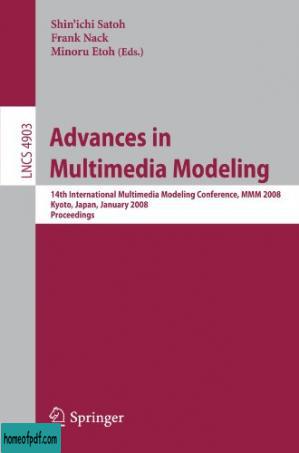 Shin'ichi Satoh
Frank Nack
Minoru Etoh (Eds.)
LNCS 4903
Advances in
Multimedia Modeling
14th International Multimedia Modeling Conference, MMM 2008
Kyoto, Japan, January 2008
Proceedings
Springer
homeofpdf.com